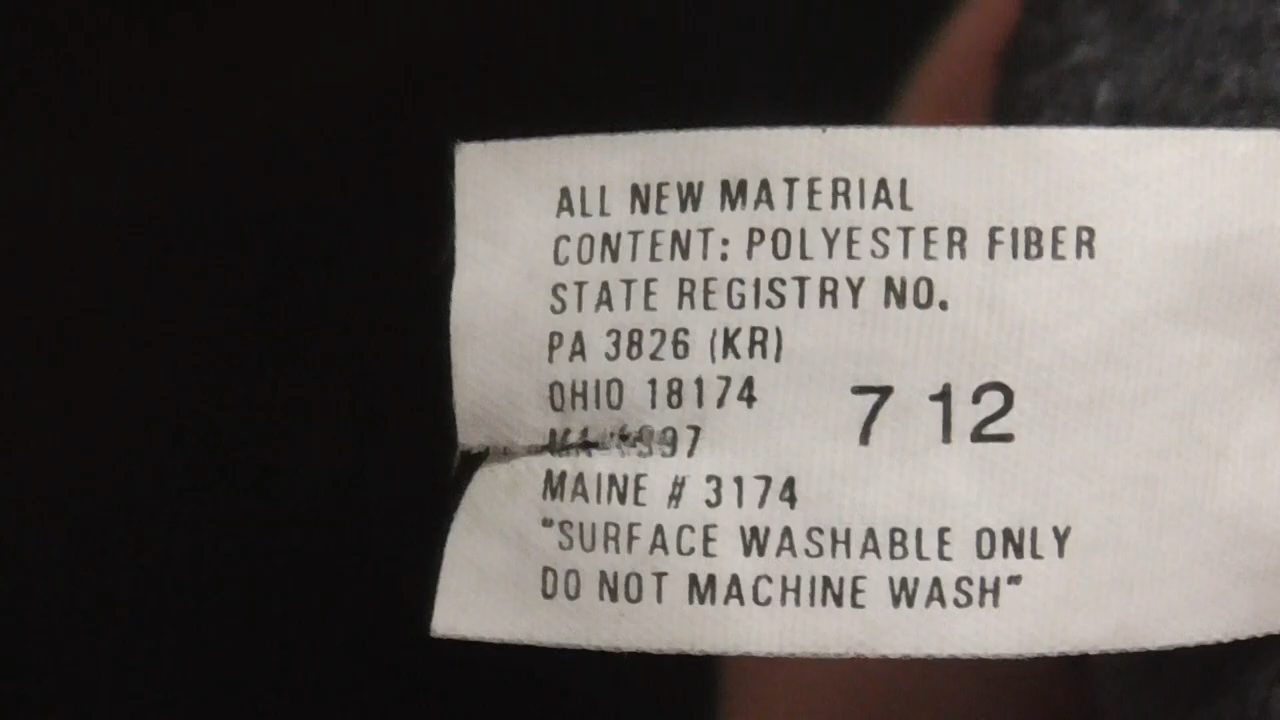 ALL NEW MATERIAL
CONTENT: POLYESTER FIBER
STATE REGISTRY NO.
PA 3826 (KR)
OHIO 18174
7 12
MAINE # 3174
"SURFACE WASHABLE ONLY
DO NOT MACHINE WASH"